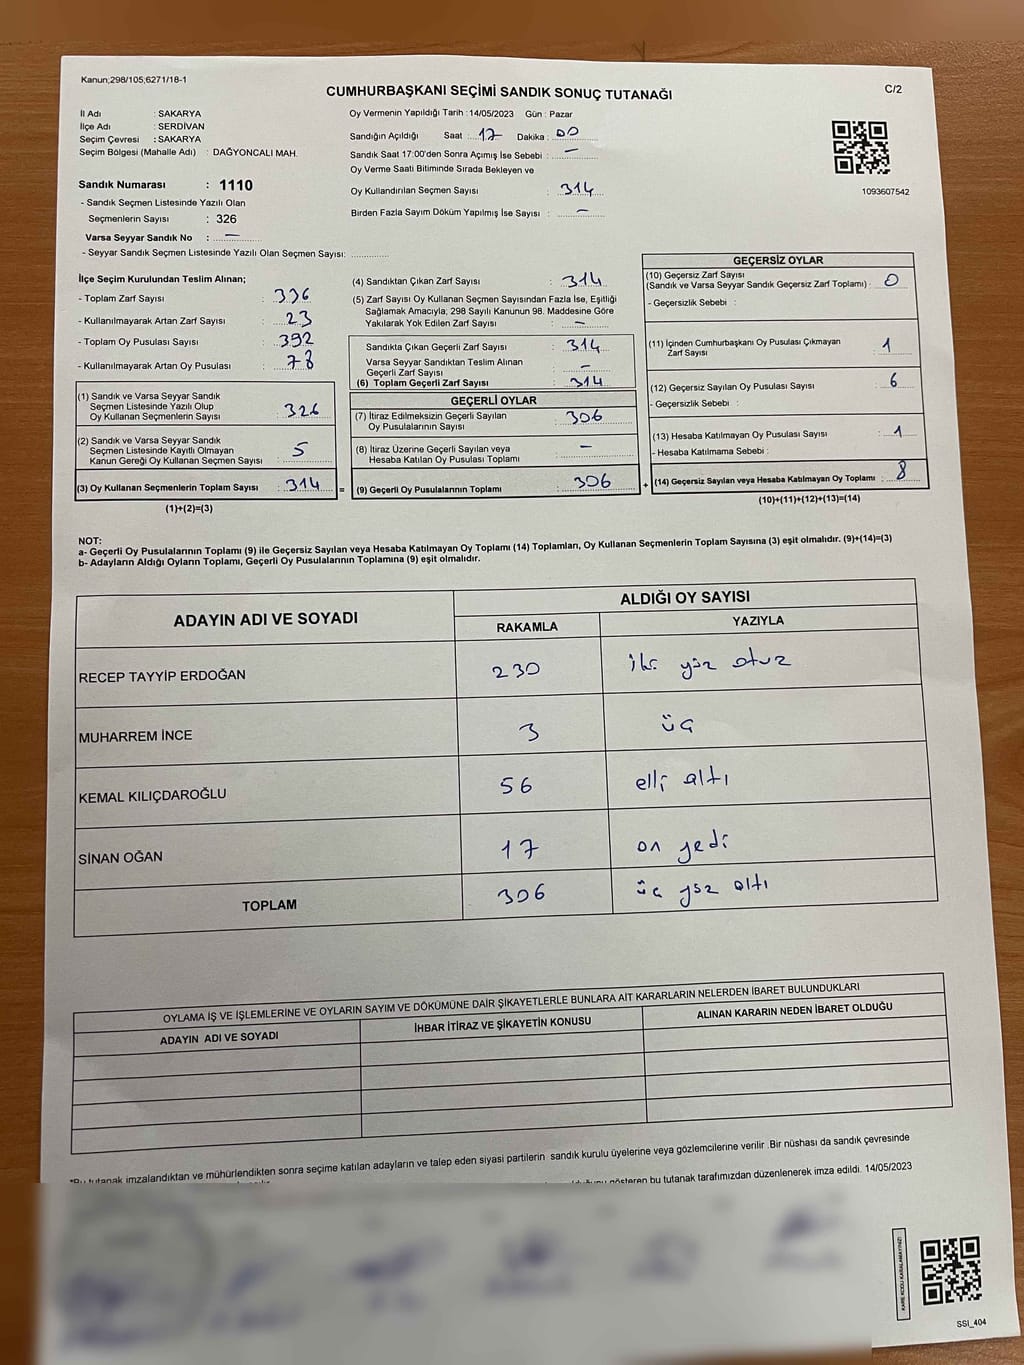 Kanun;298/105;6271/18-1
CUMHURBAŞKANI SEÇİMİ SANDIK SONUÇ TUTANAĞI
C/2
İl Adı : SAKARYA
İlçe Adı : SERDİVAN
Seçim Çevresi : SAKARYA
Seçim Bölgesi (Mahalle Adı) : DAĞYONCALI MAH.
Sandık Numarası : 1110
- Sandık Seçmen Listesinde Yazılı Olan
Seçmenlerin Sayısı : 326
Varsa Seyyar Sandık No : –
- Seyyar Sandık Seçmen Listesinde Yazılı Olan Seçmen Sayısı: ..............
Oy Vermenin Yapıldığı Tarih : 14/05/2023 Gün : Pazar
Sandığın Açıldığı Saat : 17 Dakika : 00
Sandık Saat 17:00'den Sonra Açımış İse Sebebi : –
Oy Verme Saati Bitiminde Sırada Bekleyen ve
Oy Kullandırılan Seçmen Sayısı : 314
Birden Fazla Sayım Döküm Yapılmış İse Sayısı : –
1093607542
İlçe Seçim Kurulundan Teslim Alınan;
- Toplam Zarf Sayısı : 336
- Kullanılmayarak Artan Zarf Sayısı : 23
- Toplam Oy Pusulası Sayısı : 392
- Kullanılmayarak Artan Oy Pusulası : 78
(1) Sandık ve Varsa Seyyar Sandık
Seçmen Listesinde Yazılı Olup
Oy Kullanan Seçmenlerin Sayısı : 326
(2) Sandık ve Varsa Seyyar Sandık
Seçmen Listesinde Kayıtlı Olmayan
Kanun Gereği Oy Kullanan Seçmen Sayısı : 5
(3) Oy Kullanan Seçmenlerin Toplam Sayısı : 314 =
(1)+(2)=(3)
(4) Sandıktan Çıkan Zarf Sayısı : 314
(5) Zarf Sayısı Oy Kullanan Seçmen Sayısından Fazla İse, Eşitliği
Sağlamak Amacıyla; 298 Sayılı Kanunun 98. Maddesine Göre
Yakılarak Yok Edilen Zarf Sayısı : –
Sandıkta Çıkan Geçerli Zarf Sayısı : 314
Varsa Seyyar Sandıktan Teslim Alınan
Geçerli Zarf Sayısı : –
(6) Toplam Geçerli Zarf Sayısı : 314
GEÇERLİ OYLAR
(7) İtiraz Edilmeksizin Geçerli Sayılan
Oy Pusulalarının Sayısı : 306
(8) İtiraz Üzerine Geçerli Sayılan veya
Hesaba Katılan Oy Pusulası Toplamı : –
(9) Geçerli Oy Pusulalarının Toplamı : 306 +
GEÇERSİZ OYLAR
(10) Geçersiz Zarf Sayısı
(Sandık ve Varsa Seyyar Sandık Geçersiz Zarf Toplamı) : 0
- Geçersizlik Sebebi :
(11) İçinden Cumhurbaşkanı Oy Pusulası Çıkmayan
Zarf Sayısı : 1
(12) Geçersiz Sayılan Oy Pusulası Sayısı : 6
- Geçersizlik Sebebi :
(13) Hesaba Katılmayan Oy Pusulası Sayısı : 1
- Hesaba Katılmama Sebebi :
(14) Geçersiz Sayılan veya Hesaba Katılmayan Oy Toplamı : 8
(10)+(11)+(12)+(13)=(14)
NOT:
a- Geçerli Oy Pusulalarının Toplamı (9) ile Geçersiz Sayılan veya Hesaba Katılmayan Oy Toplamı (14) Toplamları, Oy Kullanan Seçmenlerin Toplam Sayısına (3) eşit olmalıdır. (9)+(14)=(3)
b- Adayların Aldığı Oyların Toplamı, Geçerli Oy Pusulalarının Toplamına (9) eşit olmalıdır.
ADAYIN ADI VE SOYADI
ALDIĞI OY SAYISI
RAKAMLA YAZIYLA
RECEP TAYYİP ERDOĞAN 230 iki yüz otuz
MUHARREM İNCE 3 üç
KEMAL KILIÇDAROĞLU 56 elli altı
SİNAN OĞAN 17 on yedi
TOPLAM 306 üç yüz altı
OYLAMA İŞ VE İŞLEMLERİNE VE OYLARIN SAYIM VE DÖKÜMÜNE DAİR ŞİKAYETLERLE BUNLARA AİT KARARLARIN NELERDEN İBARET BULUNDUKLARI
ADAYIN ADI VE SOYADI İHBAR İTİRAZ VE ŞİKAYETİN KONUSU ALINAN KARARIN NEDEN İBARET OLDUĞU
*Bu tutanak imzalandıktan ve mühürlendikten sonra seçime katılan adayların ve talep eden siyasi partilerin sandık kurulu üyelerine veya gözlemcilerine verilir .Bir nüshası da sandık çevresinde
gösteren bu tutanak tarafımızdan düzenlenerek imza edildi. 14/05/2023
KARE KODU KARALAMAYINIZ!
SSI_404